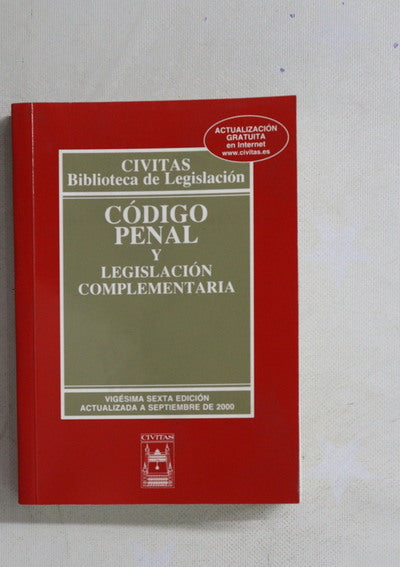 ACTUALIZACIÓN
GRATUITA
en Internet
www.civitas.es
CIVITAS
Biblioteca de Legislación
CÓDIGO
PENAL
Y
LEGISLACIÓN
COMPLEMENTARIA
VIGÉSIMA SEXTA EDICIÓN
ACTUALIZADA A SEPTIEMBRE DE 2000
CIVITAS